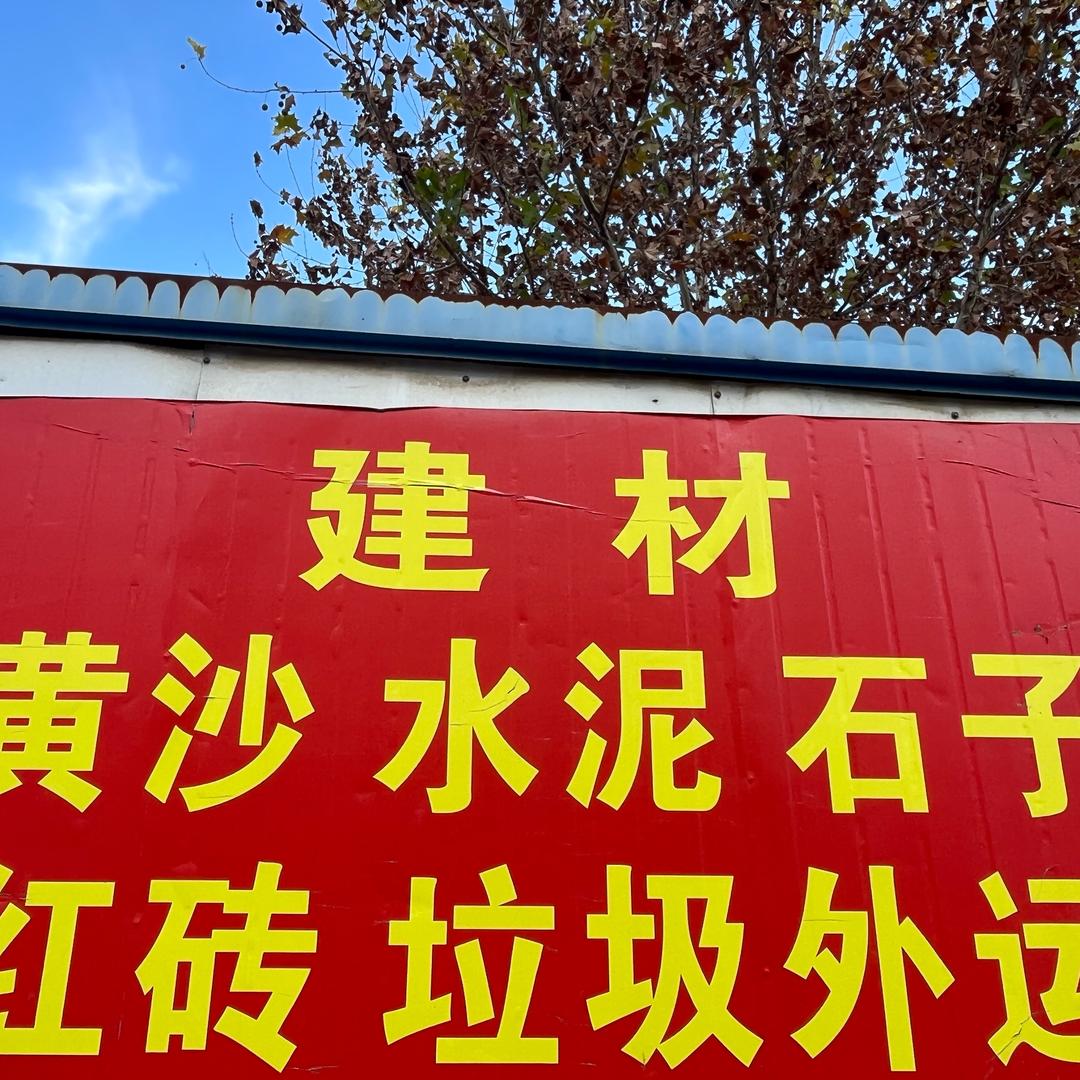 建材
黄沙 水泥 石子
红砖 垃圾外运